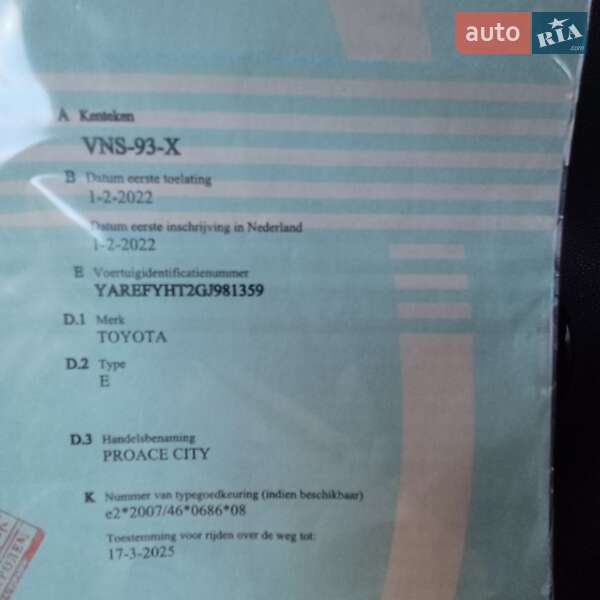 auto RIA .com
A Kenteken
VNS-93-X
B Datum eerste toelating
1-2-2022
Datum eerste inschrijving in Nederland
1-2-2022
E Voertuigidentificatienummer
YAREFYHT2GJ981359
D.1 Merk
TOYOTA
D.2 Type
E
D.3 Handelsbenaming
PROACE CITY
K Nummer van typegoedkeuring (indien beschikbaar)
e2*2007/46*0686*08
Toestemming voor rijden over de weg tot:
17-3-2025